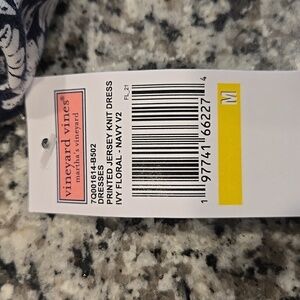 vineyard vines®
martha's vineyard
7Q001614-B502
DRESSES
PRINTED JERSEY KNIT DRESS
IVY FLORAL - NAVY V2
FL_21
1 97741 66227 4
M